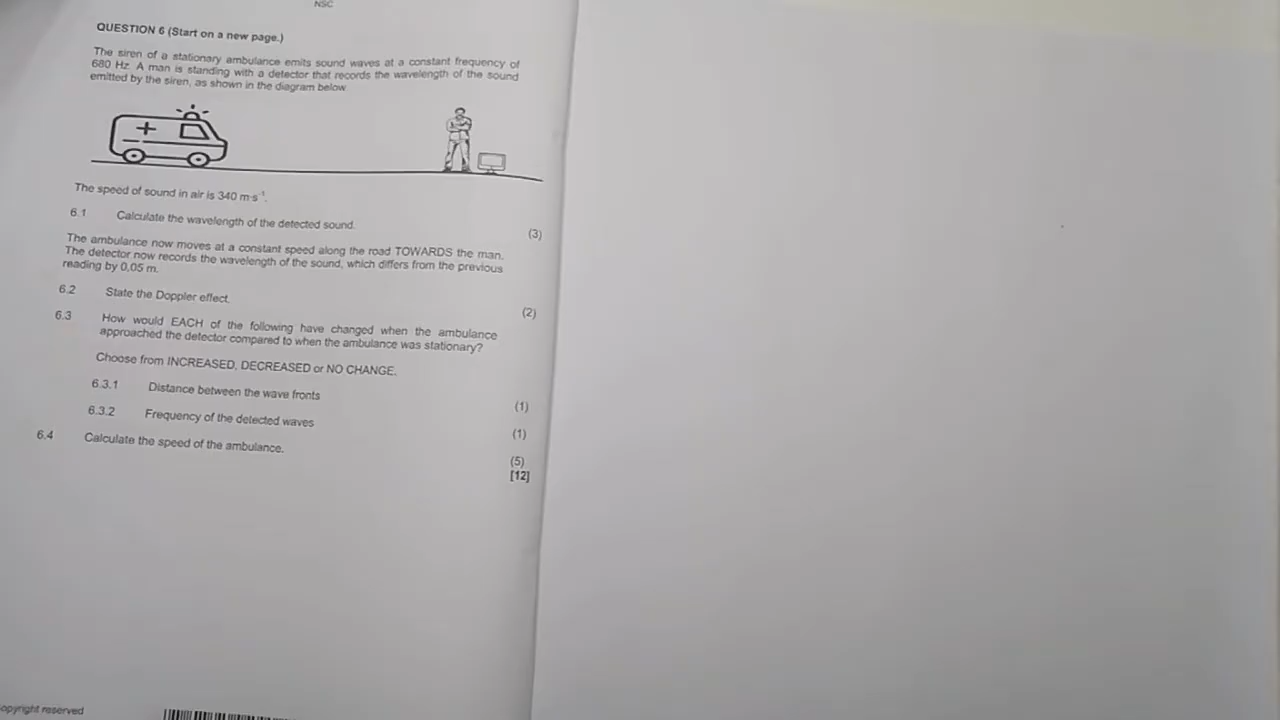 NSC
QUESTION 6 (Start on a new page.)
The siren of a stationary ambulance emits sound waves at a constant frequency of
680 Hz. A man is standing with a detector that records the wavelength of the sound
emitted by the siren, as shown in the diagram below.
The speed of sound in air is 340 m·s⁻¹.
6.1 Calculate the wavelength of the detected sound. (3)
The ambulance now moves at a constant speed along the road TOWARDS the man.
The detector now records the wavelength of the sound, which differs from the previous
reading by 0,05 m.
6.2 State the Doppler effect. (2)
6.3 How would EACH of the following have changed when the ambulance
approached the detector compared to when the ambulance was stationary?
Choose from INCREASED, DECREASED or NO CHANGE.
6.3.1 Distance between the wave fronts (1)
6.3.2 Frequency of the detected waves (1)
6.4 Calculate the speed of the ambulance. (5)
[12]
opyright reserved